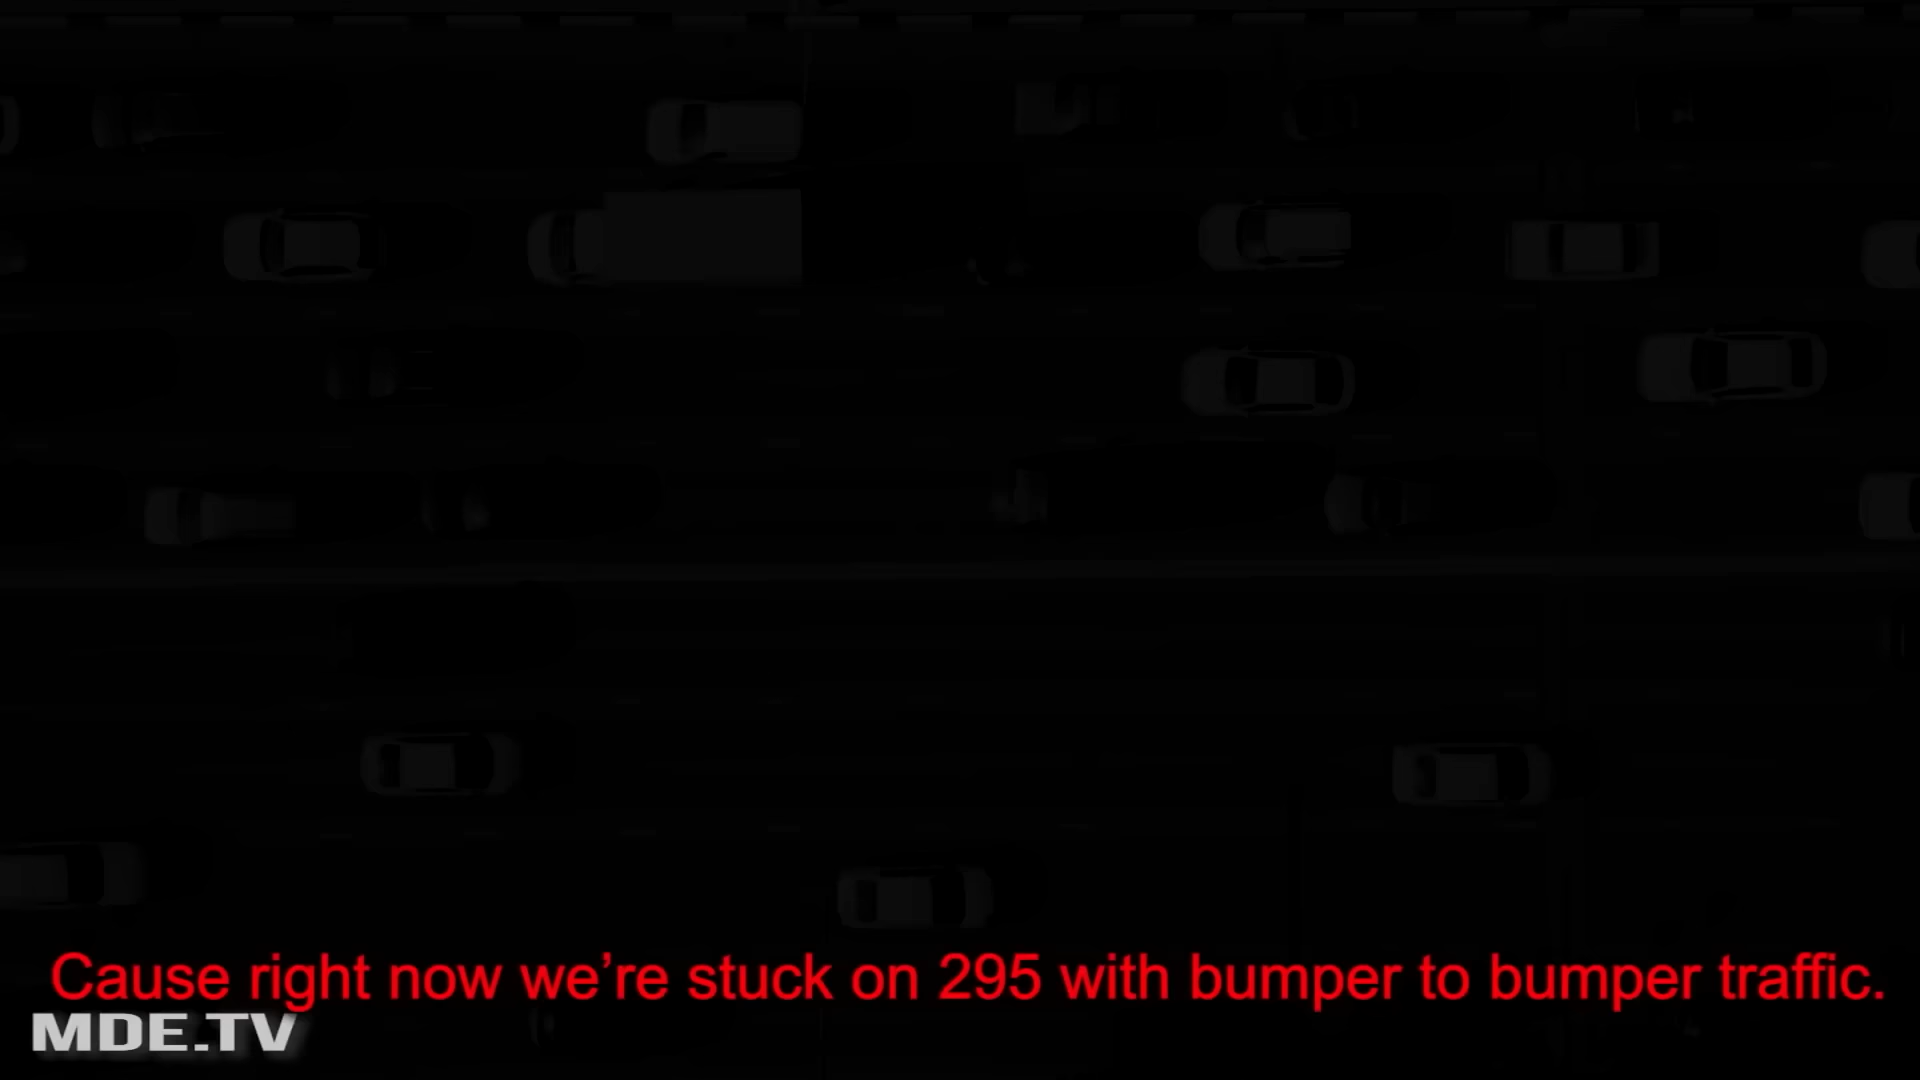 Cause right now we’re stuck on 295 with bumper to bumper traffic.
MDE.TV